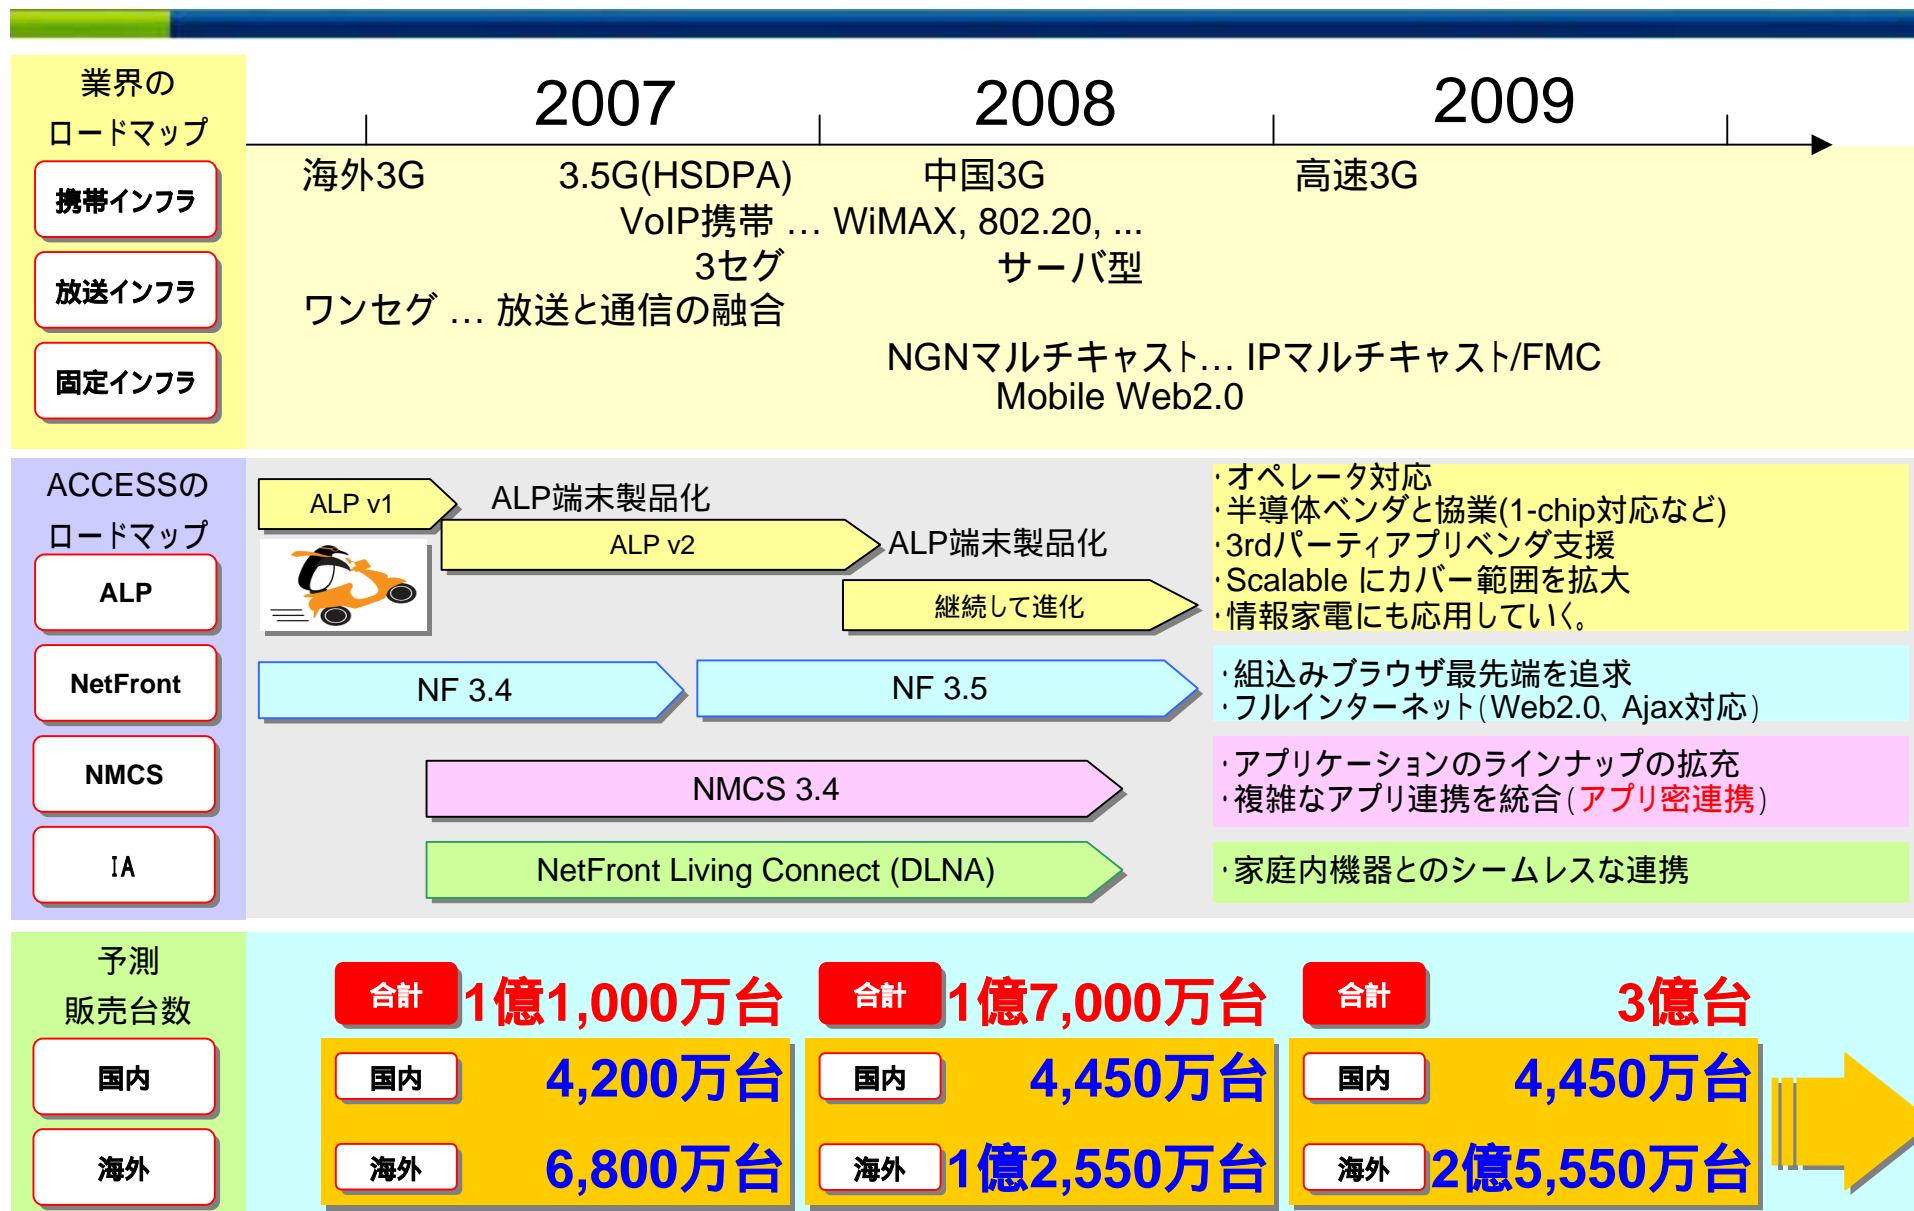 業界の
ロードマップ
2007
2008
2009
携帯インフラ
海外3G
3.5G(HSDPA)
中国3G
高速3G
VoIP携帯 … WiMAX, 802.20, ...
放送インフラ
3セグ
サーバ型
ワンセグ … 放送と通信の融合
固定インフラ
NGNマルチキャスト… IPマルチキャスト/FMC
Mobile Web2.0
ACCESSの
ロードマップ
ALP
ALP v1
ALP端末製品化
ALP v2
ALP端末製品化
継続して進化
・オペレータ対応
・半導体ベンダと協業(1-chip対応など)
・3rdパーティアプリベンダ支援
・Scalable にカバー範囲を拡大
・情報家電にも応用していく。
NetFront
NF 3.4
NF 3.5
・組込みブラウザ最先端を追求
・フルインターネット(Web2.0、Ajax対応)
NMCS
NMCS 3.4
・アプリケーションのラインナップの拡充
・複雑なアプリ連携を統合(アプリ密連携)
IA
NetFront Living Connect (DLNA)
・家庭内機器とのシームレスな連携
予測
販売台数
合計 1億1,000万台
合計 1億7,000万台
合計 3億台
国内
国内 4,200万台
国内 4,450万台
国内 4,450万台
海外
海外 6,800万台
海外 1億2,550万台
海外 2億5,550万台